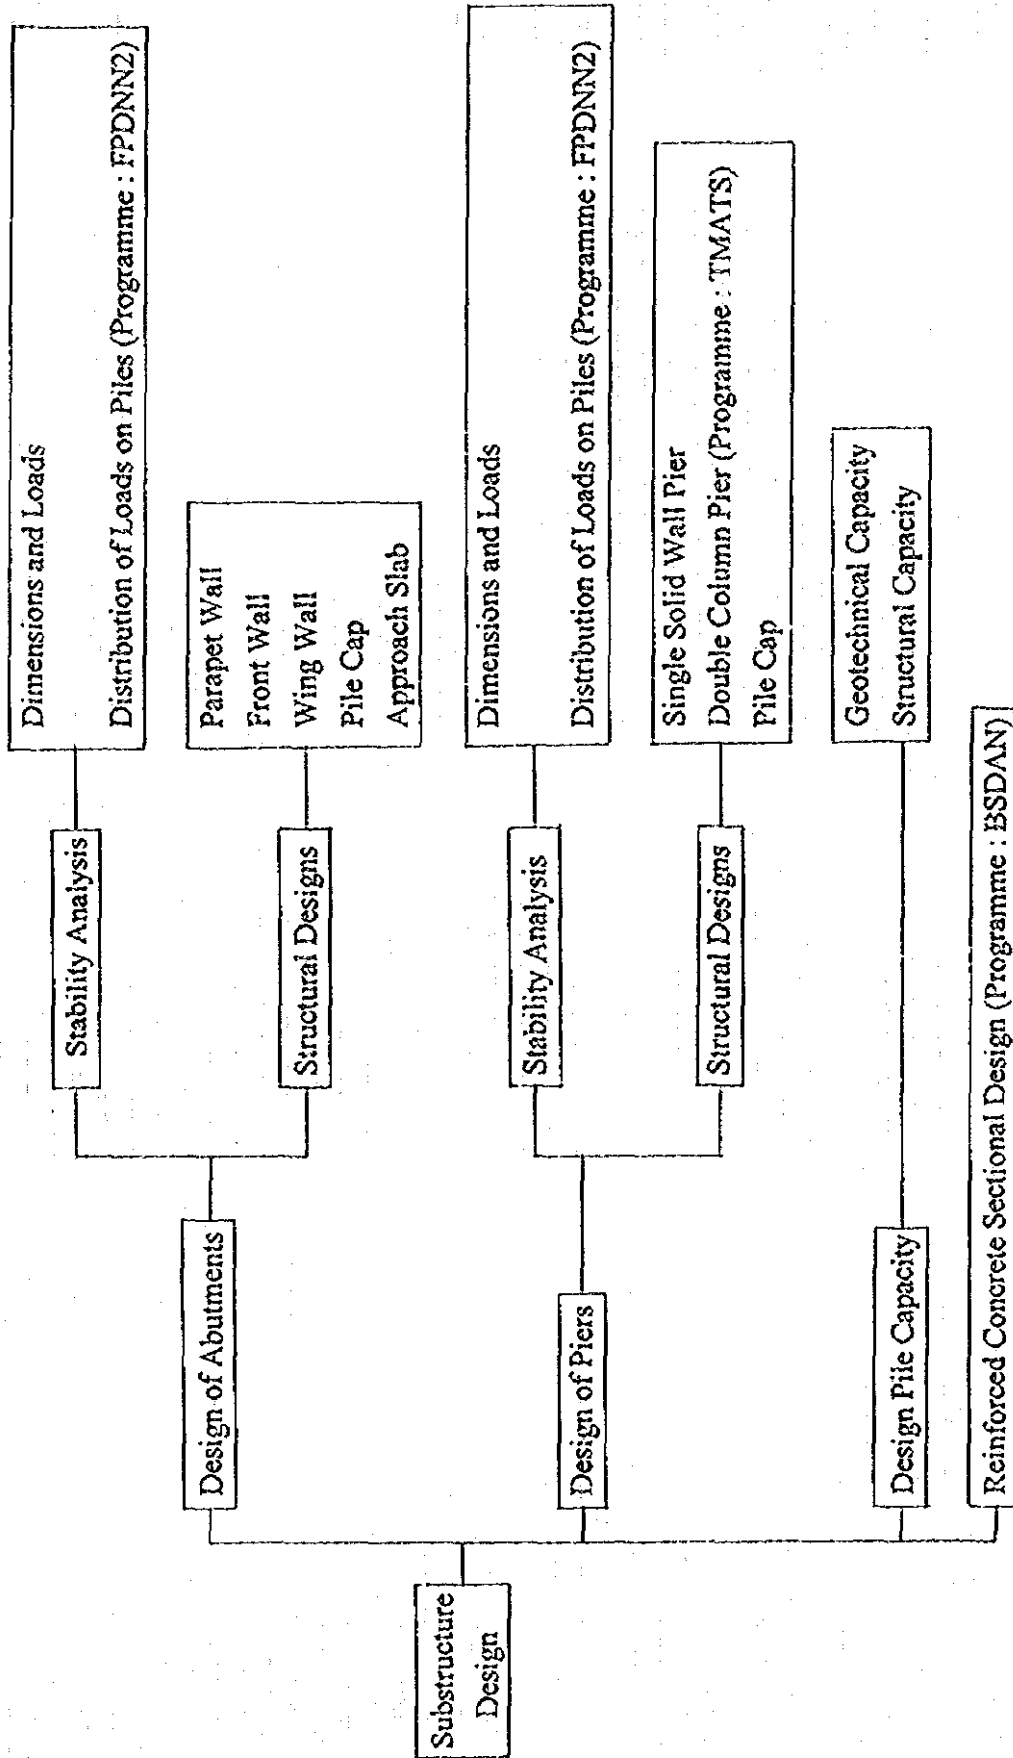 Substructure
Design
Design of Abutments
Stability Analysis
Dimensions and Loads
Distribution of Loads on Piles (Programme : FPDNN2)
Structural Designs
Parapet Wall
Front Wall
Wing Wall
Pile Cap
Approach Slab
Design of Piers
Stability Analysis
Dimensions and Loads
Distribution of Loads on Piles (Programme : FPDNN2)
Structural Designs
Single Solid Wall Pier
Double Column Pier (Programme : TMATS)
Pile Cap
Design Pile Capacity
Geotechnical Capacity
Structural Capacity
Reinforced Concrete Sectional Design (Programme : BSDAN)